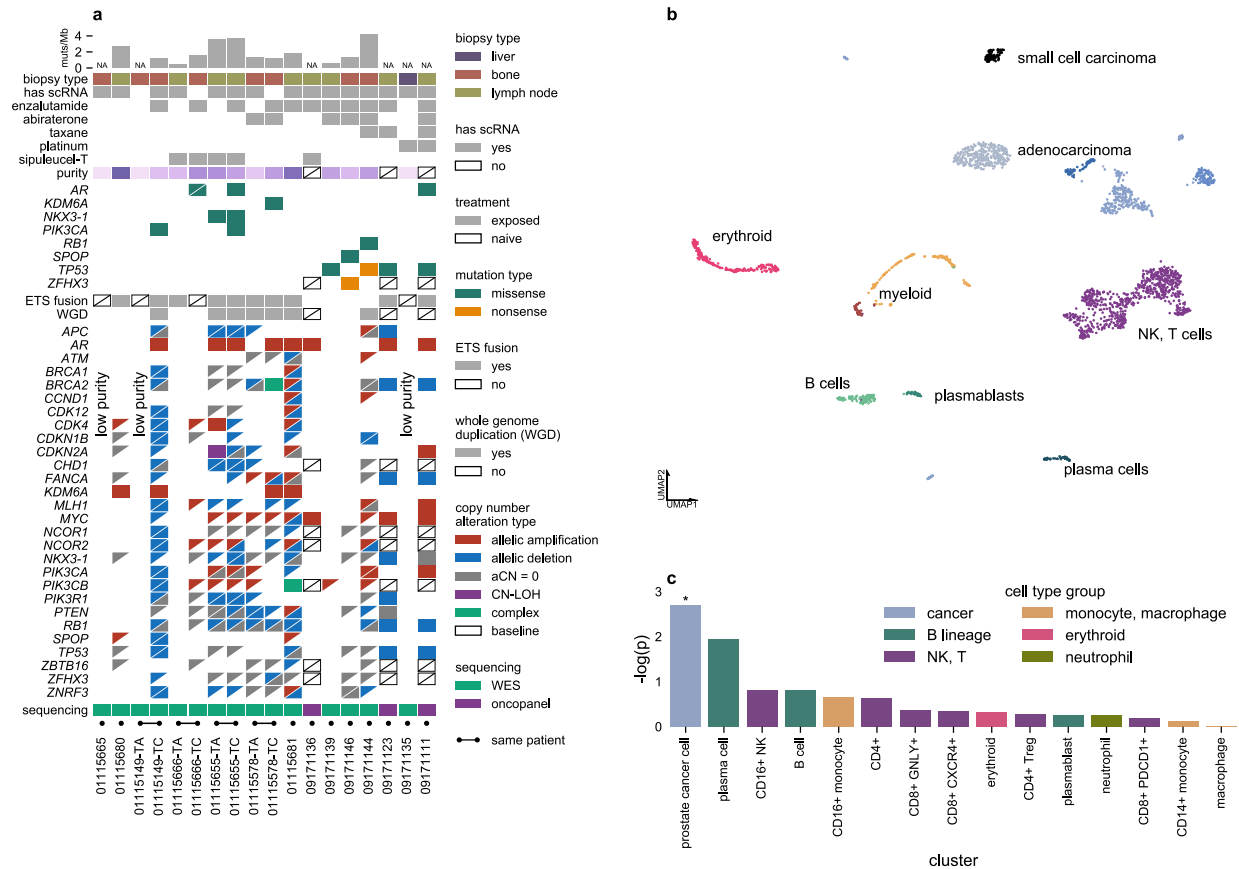 a
muts/Mb
4
2
0
NA NA NA NA NA NA
biopsy type
has scRNA
enzalutamide
abiraterone
taxane
platinum
sipuleucel-T
purity
AR
KDM6A
NKX3-1
PIK3CA
RB1
SPOP
TP53
ZFHX3
ETS fusion
WGD
APC
AR
ATM
BRCA1
BRCA2
CCND1
CDK12
CDK4
CDKN1B
CDKN2A
CHD1
FANCA
KDM6A
MLH1
MYC
NCOR1
NCOR2
NKX3-1
PIK3CA
PIK3CB
PIK3R1
PTEN
RB1
SPOP
TP53
ZBTB16
ZFHX3
ZNRF3
sequencing
low purity
low purity
low purity
01115665
01115680
01115149-TA
01115149-TC
01115666-TA
01115666-TC
01115655-TA
01115655-TC
01115578-TA
01115578-TC
01115681
09171136
09171139
09171146
09171144
09171123
09171135
09171111
biopsy type
liver
bone
lymph node
has scRNA
yes
no
treatment
exposed
naive
mutation type
missense
nonsense
ETS fusion
yes
no
whole genome
duplication (WGD)
yes
no
copy number
alteration type
allelic amplification
allelic deletion
aCN = 0
CN-LOH
complex
baseline
sequencing
WES
oncopanel
same patient
b
small cell carcinoma
adenocarcinoma
erythroid
myeloid
NK, T cells
B cells
plasmablasts
plasma cells
UMAP2
UMAP1
c
-log(p)
3
2
1
0
*
cell type group
cancer
B lineage
NK, T
monocyte, macrophage
erythroid
neutrophil
prostate cancer cell
plasma cell
CD16+ NK
B cell
CD16+ monocyte
CD4+
CD8+ GNLY+
CD8+ CXCR4+
erythroid
CD4+ Treg
plasmablast
neutrophil
CD8+ PDCD1+
CD14+ monocyte
macrophage
cluster